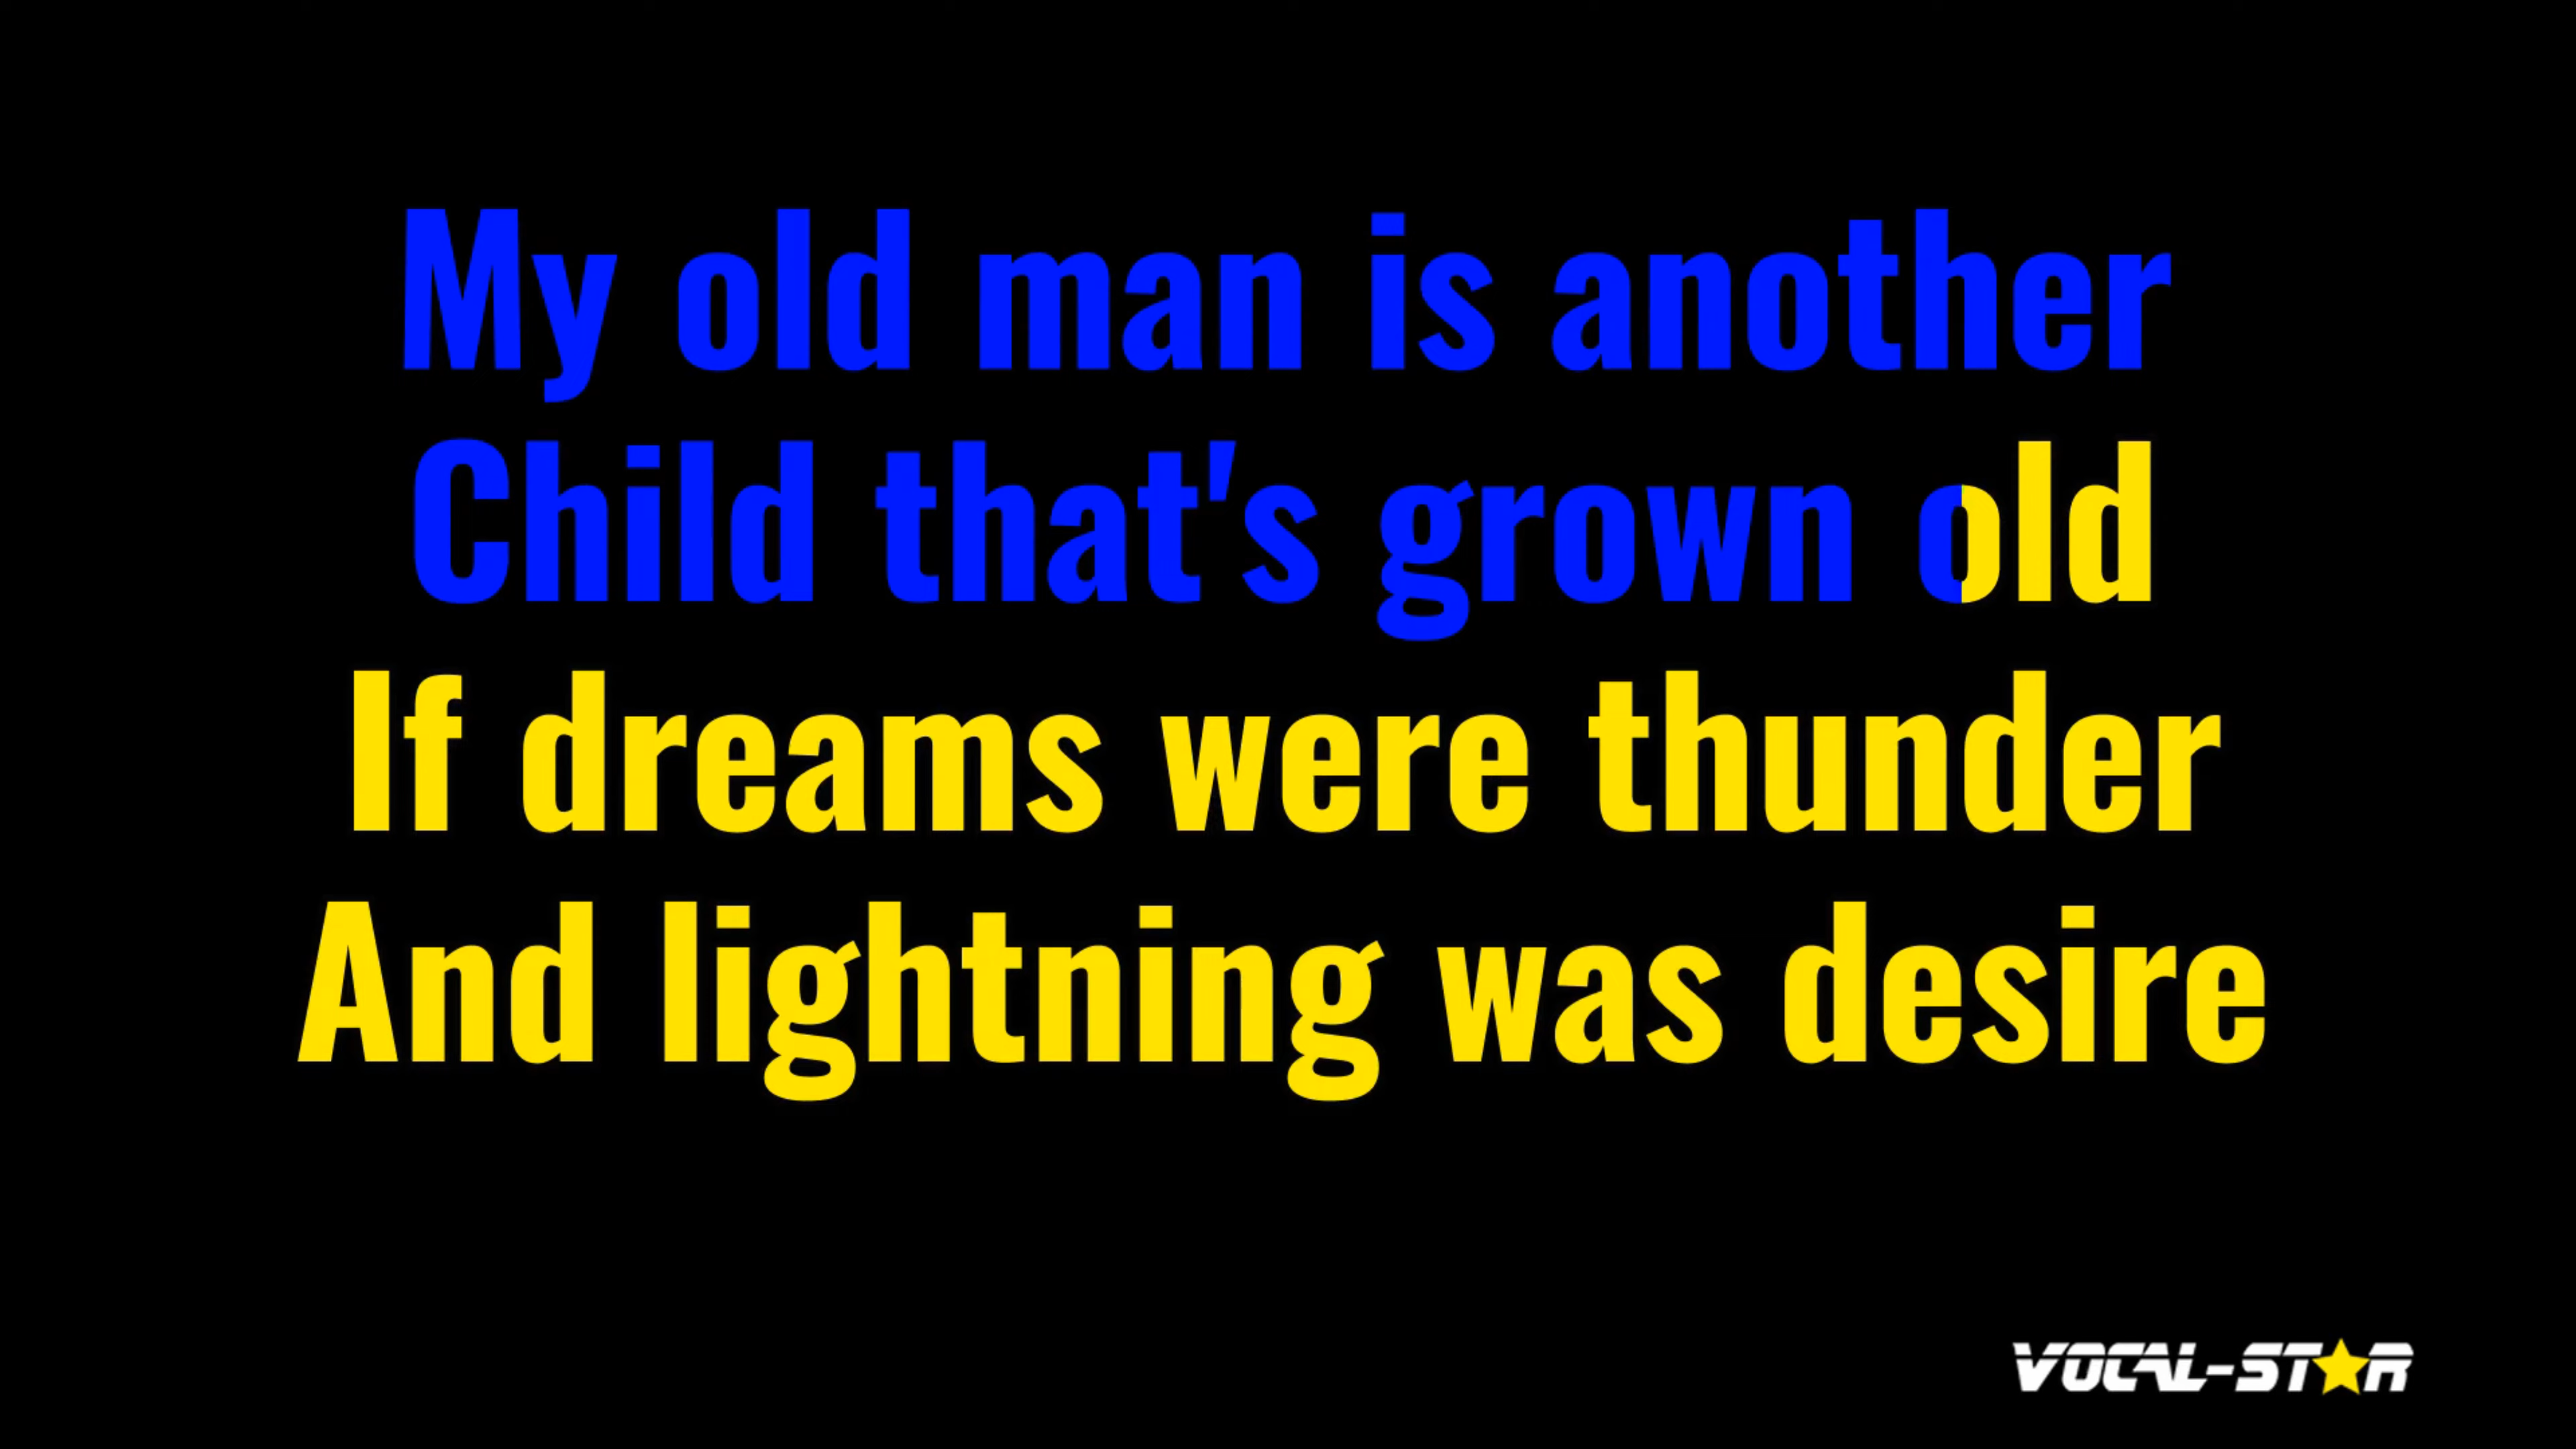 My old man is another
Child that's grown old
If dreams were thunder
And lightning was desire
VOCAL-STAR